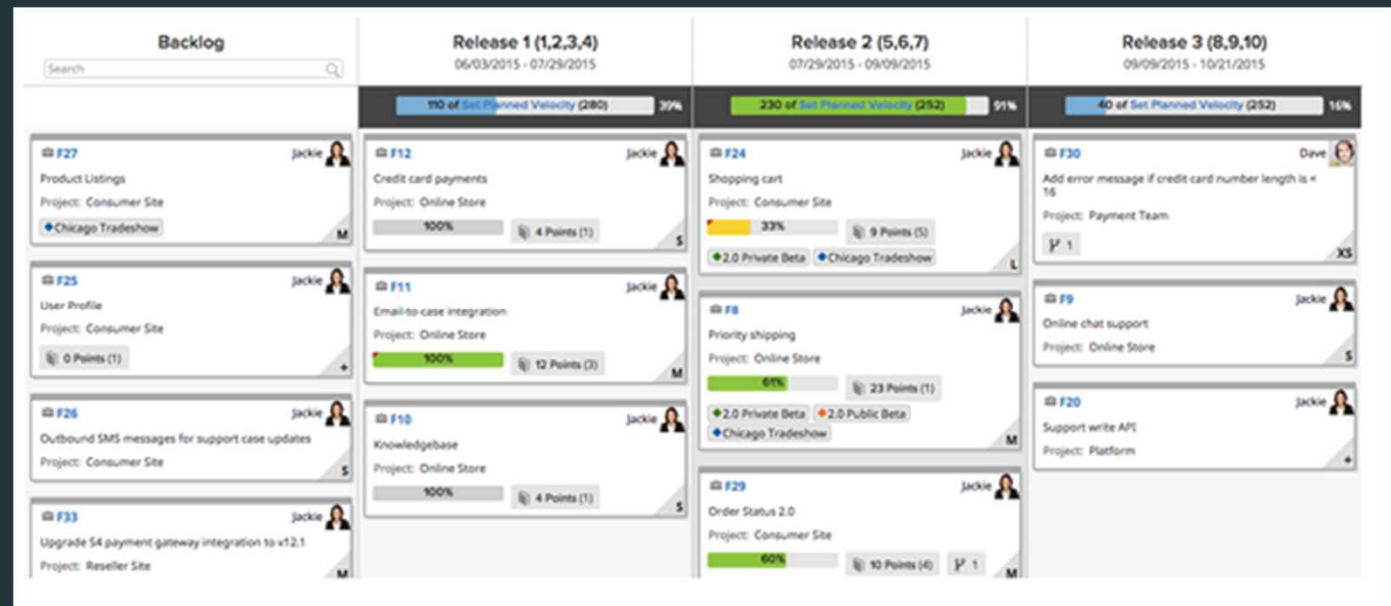 Backlog
Search
F27 Jackie
Product Listings
Project: Consumer Site
Chicago Tradeshow
M
F25 Jackie
User Profile
Project: Consumer Site
0 Points (1)
+
F26 Jackie
Outbound SMS messages for support case updates
Project: Consumer Site
S
F33 Jackie
Upgrade S4 payment gateway integration to v12.1
Project: Reseller Site
M
Release 1 (1,2,3,4)
06/03/2015 - 07/29/2015
110 of Set Planned Velocity (280) 39%
F12 Jackie
Credit card payments
Project: Online Store
100% 4 Points (1)
S
F11 Jackie
Email-to-case integration
Project: Online Store
100% 12 Points (3)
M
F10 Jackie
Knowledgebase
Project: Online Store
100% 4 Points (1)
S
Release 2 (5,6,7)
07/29/2015 - 09/09/2015
230 of Set Planned Velocity (252) 91%
F24 Jackie
Shopping cart
Project: Consumer Site
33% 9 Points (5)
2.0 Private Beta Chicago Tradeshow
L
F8 Jackie
Priority shipping
Project: Online Store
61% 23 Points (1)
2.0 Private Beta 2.0 Public Beta
Chicago Tradeshow
M
F29 Jackie
Order Status 2.0
Project: Consumer Site
60% 10 Points (4) 1
M
Release 3 (8,9,10)
09/09/2015 - 10/21/2015
40 of Set Planned Velocity (252) 16%
F30 Dave
Add error message if credit card number length is <
16
Project: Payment Team
1
XS
F9 Jackie
Online chat support
Project: Online Store
S
F20 Jackie
Support write API
Project: Platform
+